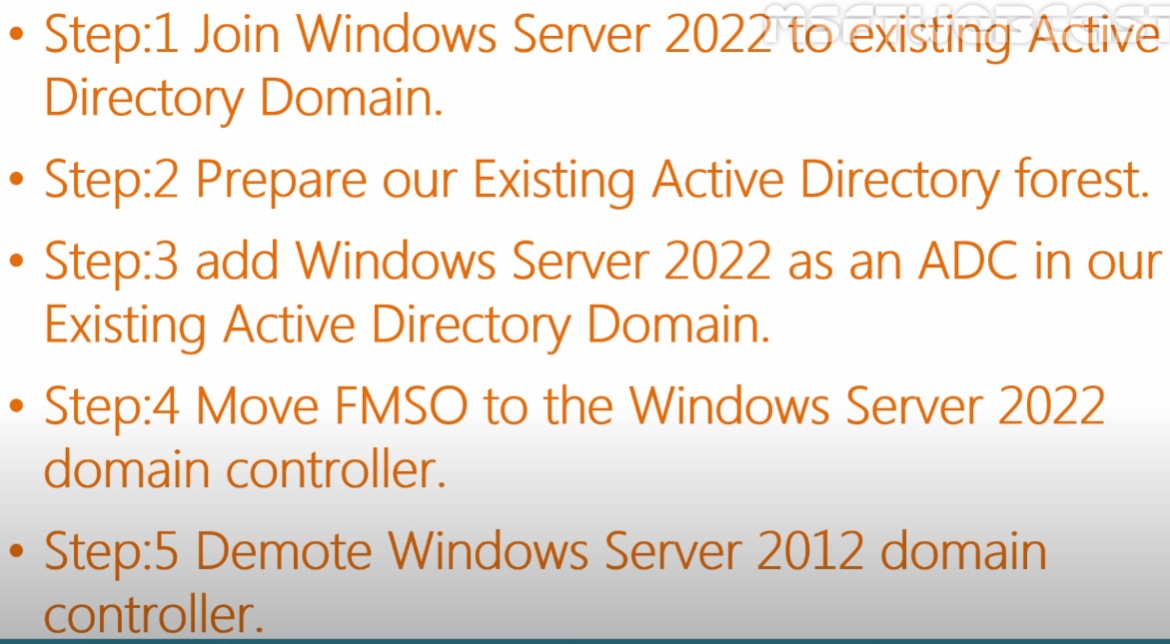 MSFTWEBCAST
• Step:1 Join Windows Server 2022 to existing Active
Directory Domain.
• Step:2 Prepare our Existing Active Directory forest.
• Step:3 add Windows Server 2022 as an ADC in our
Existing Active Directory Domain.
• Step:4 Move FMSO to the Windows Server 2022
domain controller.
• Step:5 Demote Windows Server 2012 domain
controller.